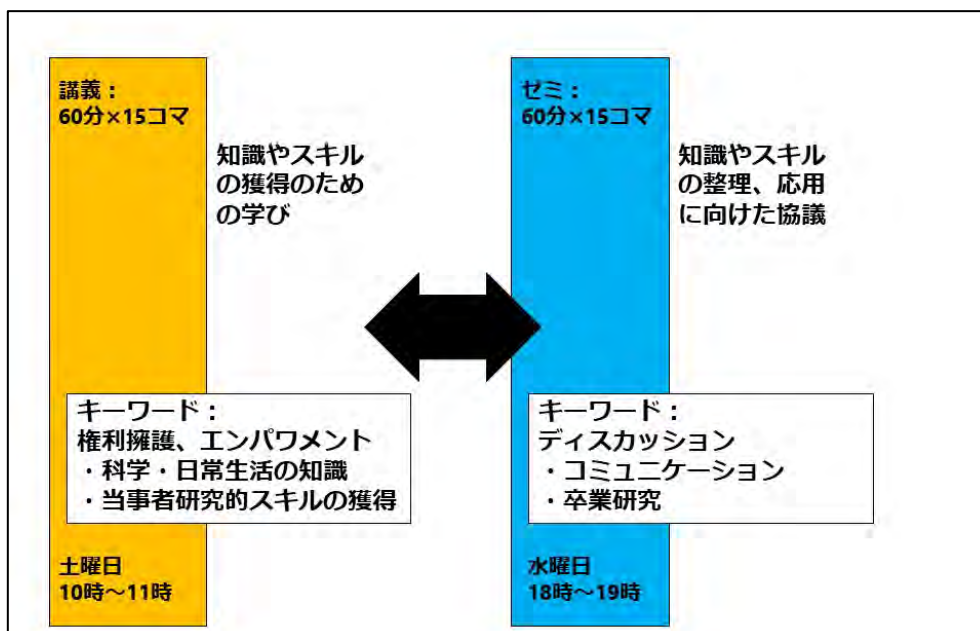 講義：
60分×15コマ
知識やスキル
の獲得のため
の学び
キーワード：
権利擁護、エンパワメント
・科学・日常生活の知識
・当事者研究的スキルの獲得
土曜日
10時～11時
ゼミ：
60分×15コマ
知識やスキル
の整理、応用
に向けた協議
キーワード：
ディスカッション
・コミュニケーション
・卒業研究
水曜日
18時～19時